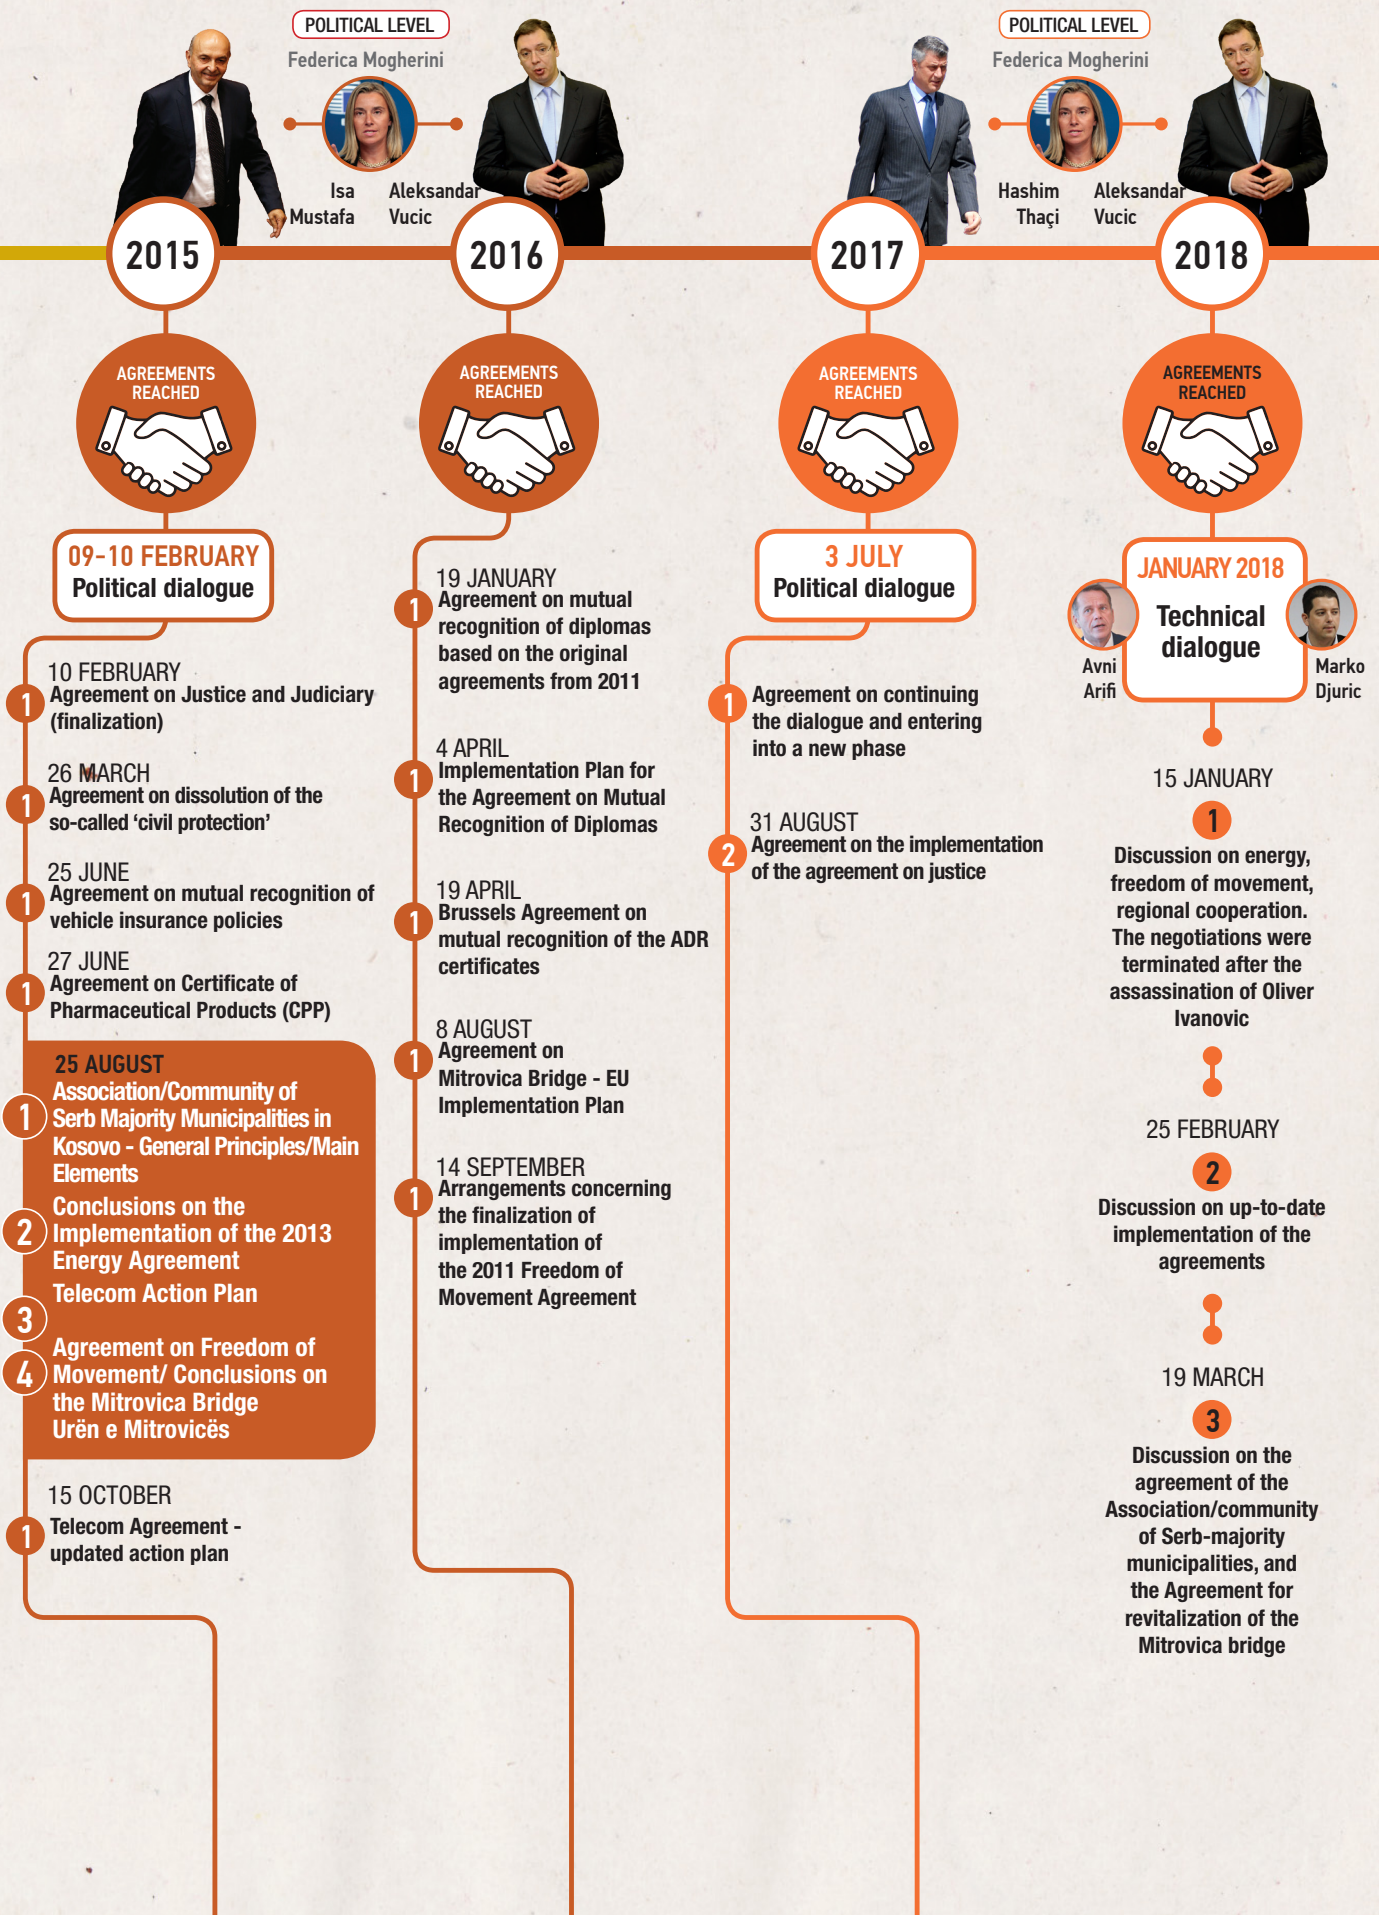 POLITICAL LEVEL
Federica Mogherini
Isa
Mustafa
Aleksandar
Vucic
POLITICAL LEVEL
Federica Mogherini
Hashim
Thaçi
Aleksandar
Vucic
2015
2016
2017
2018
AGREEMENTS
REACHED
09-10 FEBRUARY
Political dialogue
10 FEBRUARY
1
Agreement on Justice and Judiciary
(finalization)
26 MARCH
1
Agreement on dissolution of the
so-called ‘civil protection’
25 JUNE
1
Agreement on mutual recognition of
vehicle insurance policies
27 JUNE
1
Agreement on Certificate of
Pharmaceutical Products (CPP)
25 AUGUST
1
Association/Community of
Serb Majority Municipalities in
Kosovo - General Principles/Main
Elements
2
Conclusions on the
Implementation of the 2013
Energy Agreement
3
Telecom Action Plan
4
Agreement on Freedom of
Movement/ Conclusions on
the Mitrovica Bridge
Urën e Mitrovicës
15 OCTOBER
1
Telecom Agreement -
updated action plan
AGREEMENTS
REACHED
19 JANUARY
1
Agreement on mutual
recognition of diplomas
based on the original
agreements from 2011
4 APRIL
1
Implementation Plan for
the Agreement on Mutual
Recognition of Diplomas
19 APRIL
1
Brussels Agreement on
mutual recognition of the ADR
certificates
8 AUGUST
1
Agreement on
Mitrovica Bridge - EU
Implementation Plan
14 SEPTEMBER
1
Arrangements concerning
the finalization of
implementation of
the 2011 Freedom of
Movement Agreement
AGREEMENTS
REACHED
3 JULY
Political dialogue
1
Agreement on continuing
the dialogue and entering
into a new phase
31 AUGUST
2
Agreement on the implementation
of the agreement on justice
AGREEMENTS
REACHED
JANUARY 2018
Technical
dialogue
Avni
Arifi
Marko
Djuric
15 JANUARY
1
Discussion on energy,
freedom of movement,
regional cooperation.
The negotiations were
terminated after the
assassination of Oliver
Ivanovic
25 FEBRUARY
2
Discussion on up-to-date
implementation of the
agreements
19 MARCH
3
Discussion on the
agreement of the
Association/community
of Serb-majority
municipalities, and
the Agreement for
revitalization of the
Mitrovica bridge